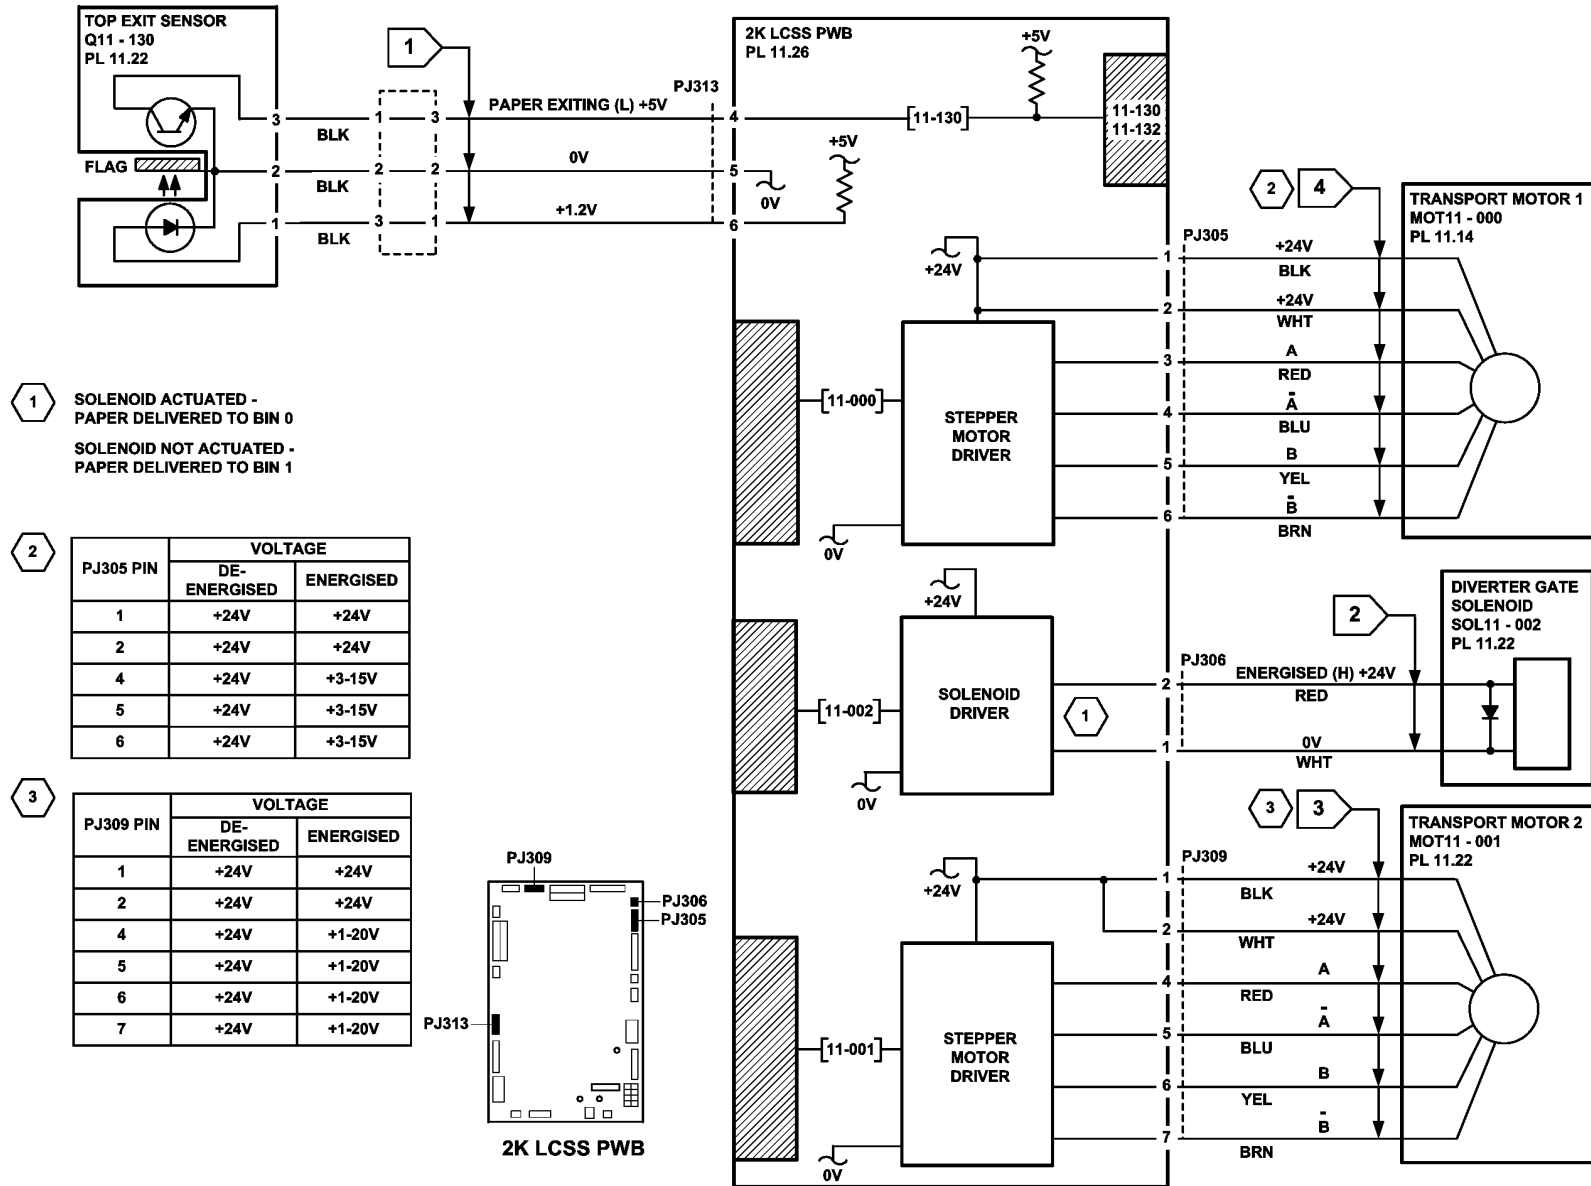 TOP EXIT SENSOR
Q11 - 130
PL 11.22
3
2
1
FLAG
BLK
BLK
BLK
1
2
3
3
2
1
1
PAPER EXITING (L) +5V
0V
+1.2V
PJ313
4
5
6
2K LCSS PWB
PL 11.26
+5V
[11-130]
11-130
11-132
+5V
0V
1
SOLENOID ACTUATED -
PAPER DELIVERED TO BIN 0
SOLENOID NOT ACTUATED -
PAPER DELIVERED TO BIN 1
+24V
[11-000]
STEPPER
MOTOR
DRIVER
0V
PJ305
1
2
3
4
5
6
+24V
BLK
+24V
WHT
A
RED
A̅
BLU
B
YEL
B̅
BRN
2
4
TRANSPORT MOTOR 1
MOT11 - 000
PL 11.14
2
PJ305 PIN VOLTAGE
DE-
ENERGISED ENERGISED
1 +24V +24V
2 +24V +24V
4 +24V +3-15V
5 +24V +3-15V
6 +24V +3-15V
+24V
[11-002]
SOLENOID
DRIVER
0V
1
PJ306
2
1
ENERGISED (H) +24V
RED
0V
WHT
2
DIVERTER GATE
SOLENOID
SOL11 - 002
PL 11.22
3
PJ309 PIN VOLTAGE
DE-
ENERGISED ENERGISED
1 +24V +24V
2 +24V +24V
4 +24V +1-20V
5 +24V +1-20V
6 +24V +1-20V
7 +24V +1-20V
PJ309
PJ306
PJ305
PJ313
2K LCSS PWB
+24V
[11-001]
STEPPER
MOTOR
DRIVER
0V
PJ309
1
2
4
5
6
7
+24V
BLK
+24V
WHT
A
RED
A̅
BLU
B
YEL
B̅
BRN
3
3
TRANSPORT MOTOR 2
MOT11 - 001
PL 11.22